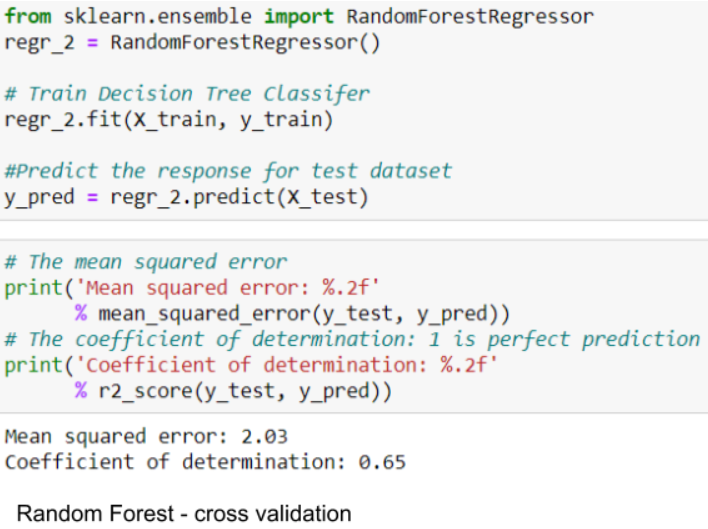 from sklearn.ensemble import RandomForestRegressor
regr_2 = RandomForestRegressor()
# Train Decision Tree Classifer
regr_2.fit(X_train, y_train)
#Predict the response for test dataset
y_pred = regr_2.predict(X_test)
# The mean squared error
print('Mean squared error: %.2f'
      % mean_squared_error(y_test, y_pred))
# The coefficient of determination: 1 is perfect prediction
print('Coefficient of determination: %.2f'
      % r2_score(y_test, y_pred))
Mean squared error: 2.03
Coefficient of determination: 0.65
Random Forest - cross validation